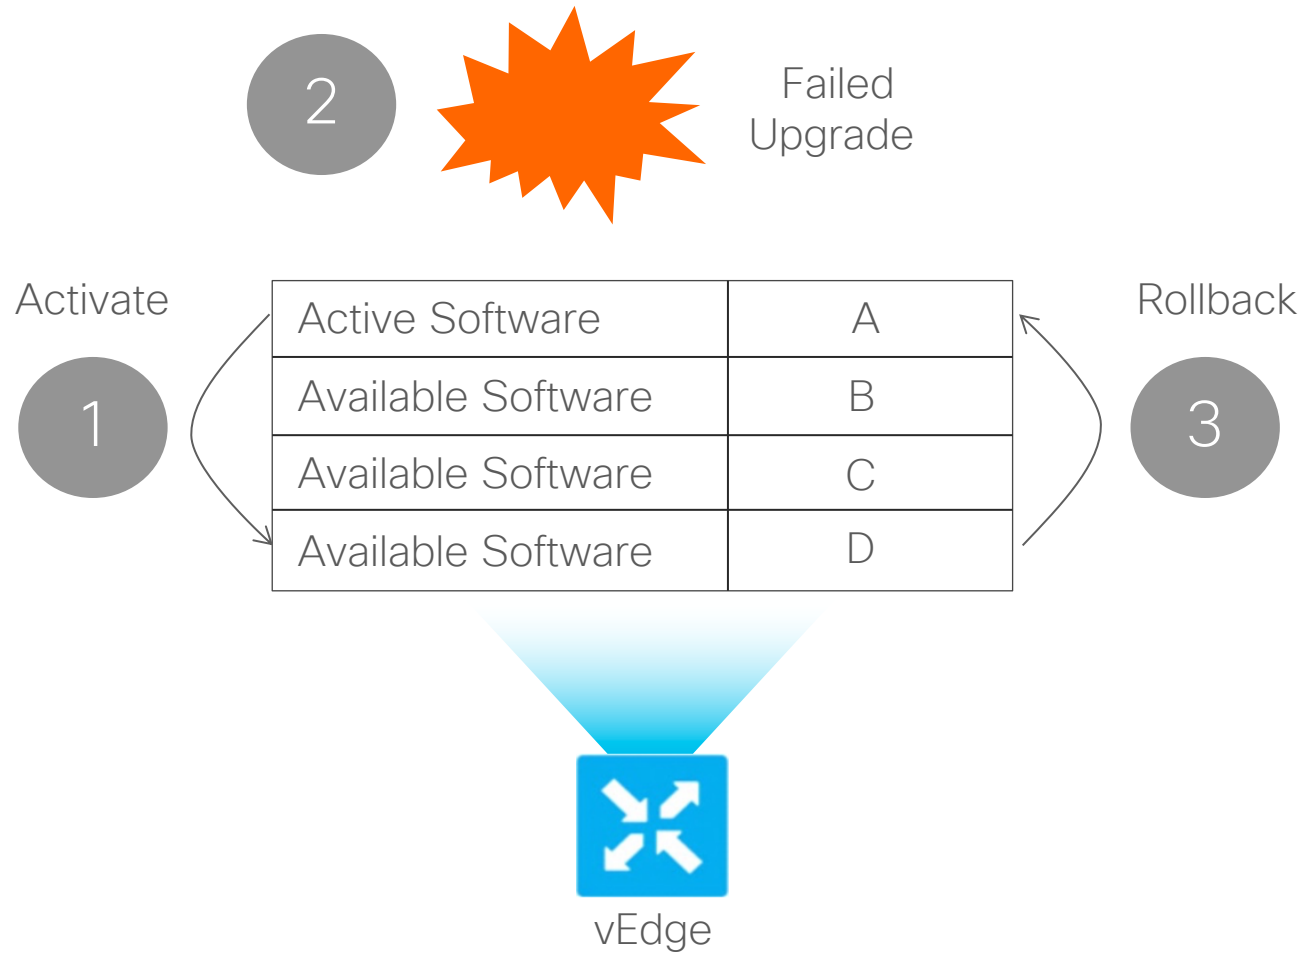 2
Failed
Upgrade
Activate
1
Active Software A
Available Software B
Available Software C
Available Software D
Rollback
3
vEdge